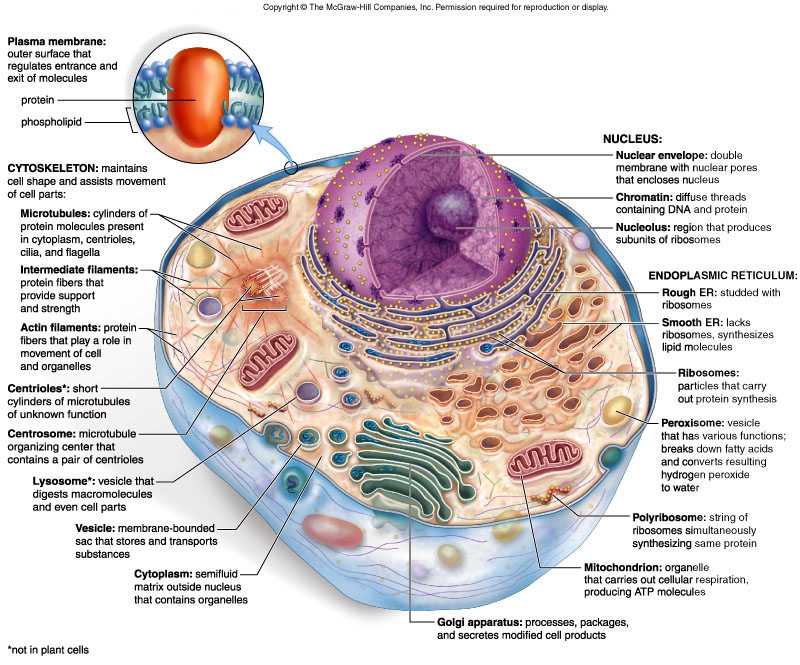 Copyright © The McGraw-Hill Companies, Inc. Permission required for reproduction or display.
Plasma membrane:
outer surface that
regulates entrance and
exit of molecules
protein
phospholipid
CYTOSKELETON: maintains
cell shape and assists movement
of cell parts:
Microtubules: cylinders of
protein molecules present
in cytoplasm, centrioles,
cilia, and flagella
Intermediate filaments:
protein fibers that
provide support
and strength
Actin filaments: protein
fibers that play a role in
movement of cell
and organelles
Centrioles*: short
cylinders of microtubules
of unknown function
Centrosome: microtubule
organizing center that
contains a pair of centrioles
Lysosome*: vesicle that
digests macromolecules
and even cell parts
Vesicle: membrane-bounded
sac that stores and transports
substances
Cytoplasm: semifluid
matrix outside nucleus
that contains organelles
*not in plant cells
NUCLEUS:
Nuclear envelope: double
membrane with nuclear pores
that encloses nucleus
Chromatin: diffuse threads
containing DNA and protein
Nucleolus: region that produces
subunits of ribosomes
ENDOPLASMIC RETICULUM:
Rough ER: studded with
ribosomes
Smooth ER: lacks
ribosomes, synthesizes
lipid molecules
Ribosomes:
particles that carry
out protein synthesis
Peroxisome: vesicle
that has various functions;
breaks down fatty acids
and converts resulting
hydrogen peroxide
to water
Polyribosome: string of
ribosomes simultaneously
synthesizing same protein
Mitochondrion: organelle
that carries out cellular respiration,
producing ATP molecules
Golgi apparatus: processes, packages,
and secretes modified cell products